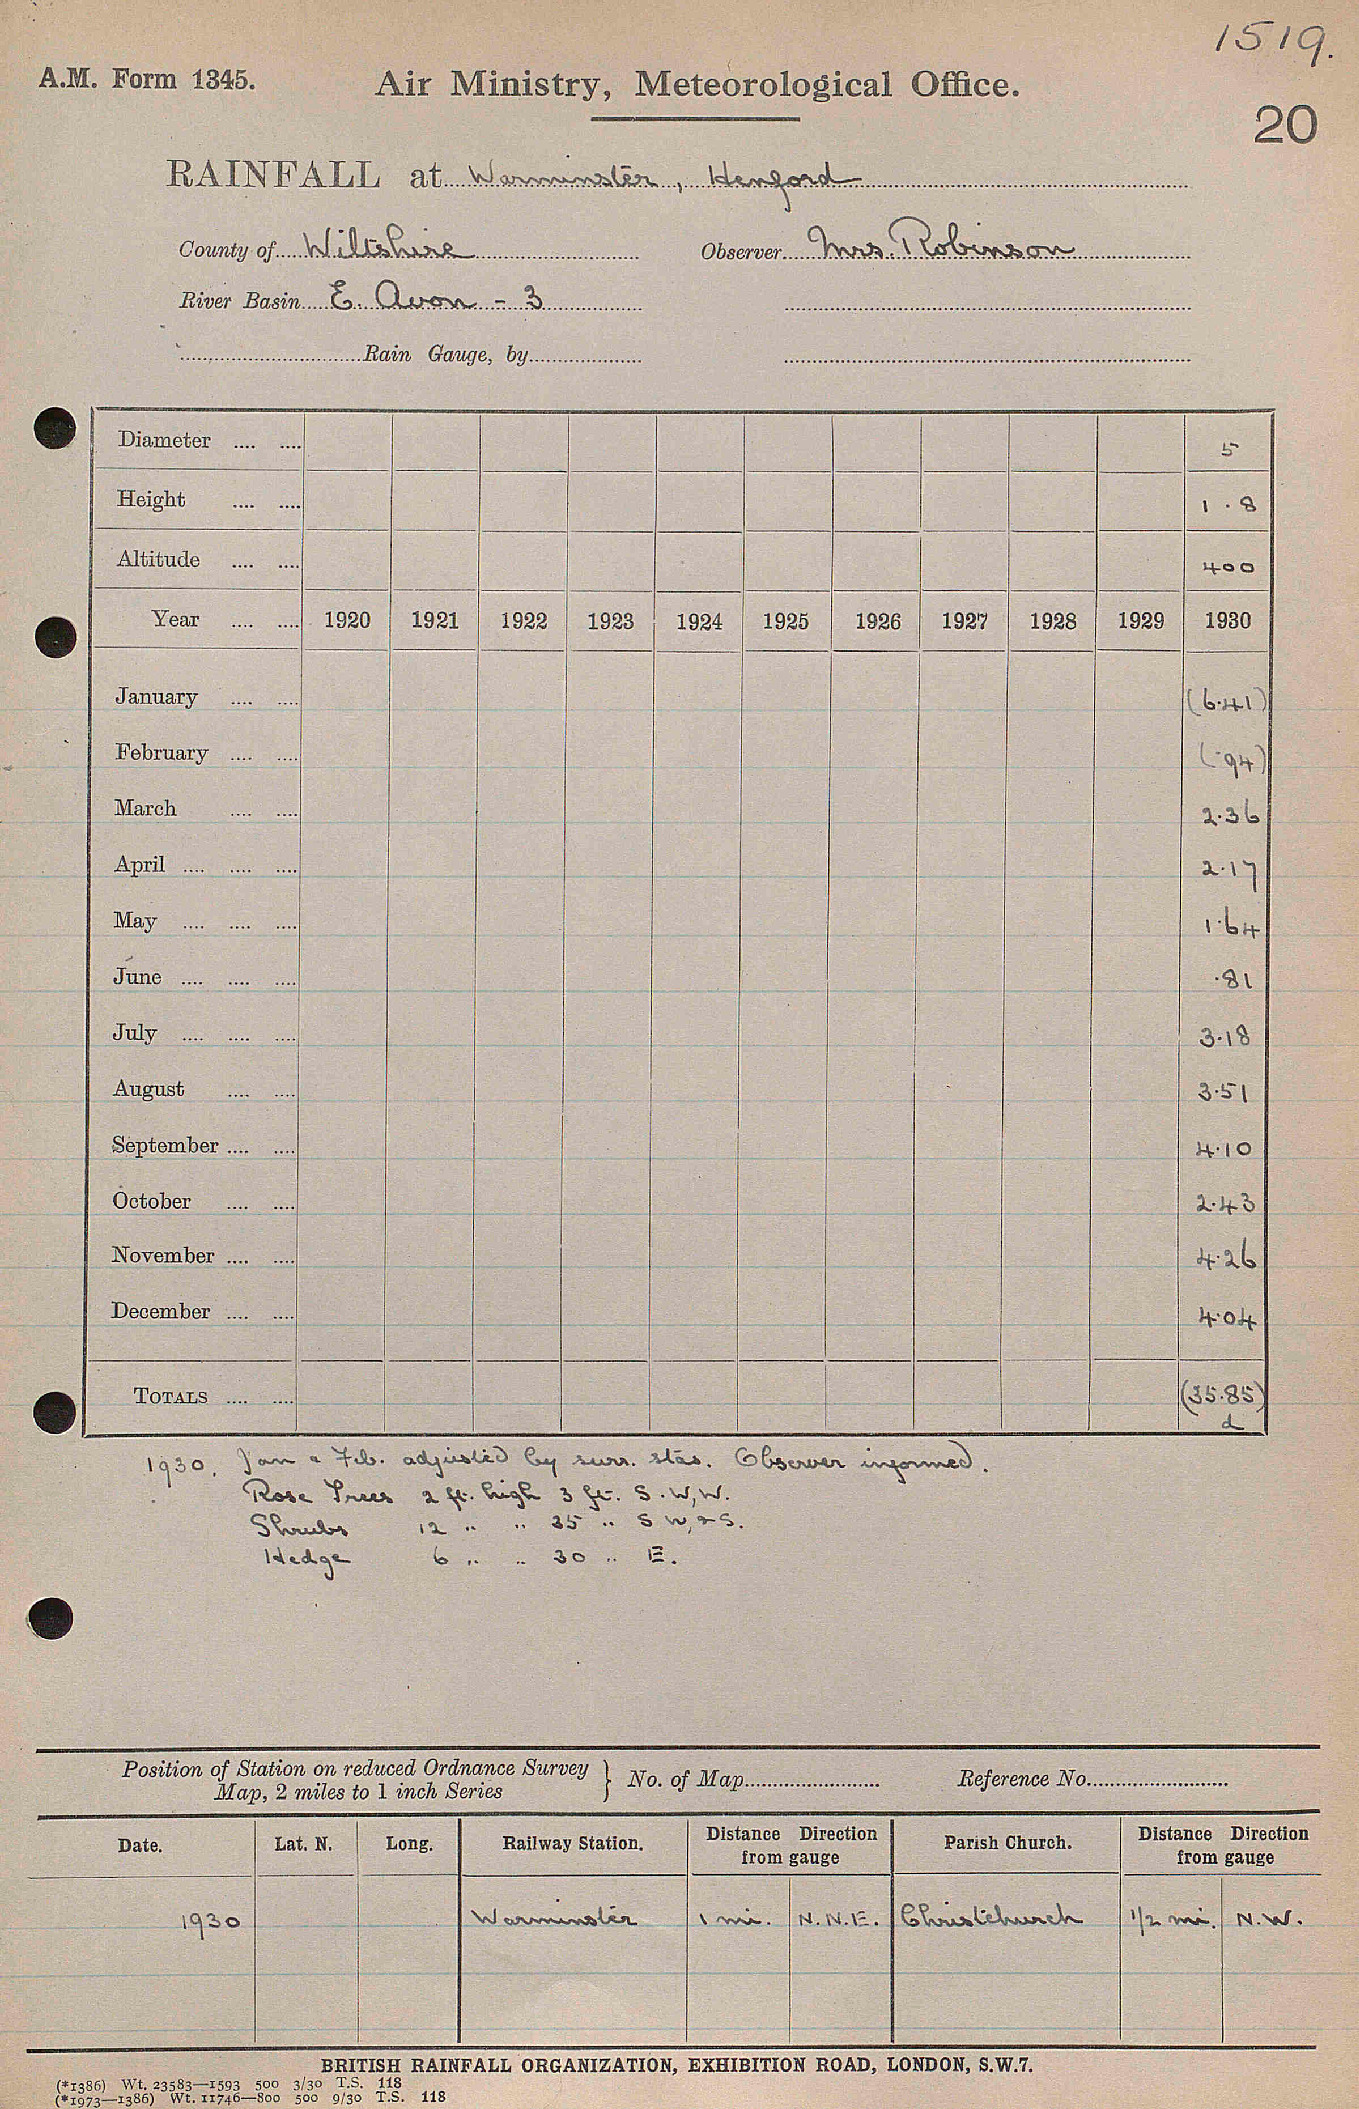 1519.
A.M. Form 1345. Air Ministry, Meteorological Office.
20
RAINFALL at Warminster, Henford
County of Wiltshire Observer Mrs. Robinson
River Basin E. Avon - 3
Rain Gauge, by
Diameter .... .... 5
Height .... .... 1 . 8
Altitude .... .... 400
Year .... .... 1920 1921 1922 1923 1924 1925 1926 1927 1928 1929 1930
January .... .... (6.41)
February .... .... (.94)
March .... .... 2.36
April .... .... .... 2.17
May .... .... .... 1.64
June .... .... .... .81
July .... .... .... 3.18
August .... .... 3.51
September .... .... 4.10
October .... .... 2.43
November .... .... 4.26
December .... .... 4.04
TOTALS .... .... (35.85)
d
1930. Jan & Feb. adjusted by surr. stas. Observer informed.
Rose Trees 2 ft. high 3 ft. S.W, W.
Shrubs 12 " " 35 " S W, & S.
Hedge 6 " " 30 " E.
Position of Station on reduced Ordnance Survey } No. of Map Reference No.
Map, 2 miles to 1 inch Series
Date. Lat. N. Long. Railway Station. Distance Direction from gauge Parish Church. Distance Direction from gauge
1930 Warminster 1 mi. N.N.E. Christchurch 1/2 mi. N.W.
BRITISH RAINFALL ORGANIZATION, EXHIBITION ROAD, LONDON, S.W.7.
(*1386) Wt. 23583—1593 500 3/30 T.S. 118
(*1973—1386) Wt. 11746—800 500 9/30 T.S. 118